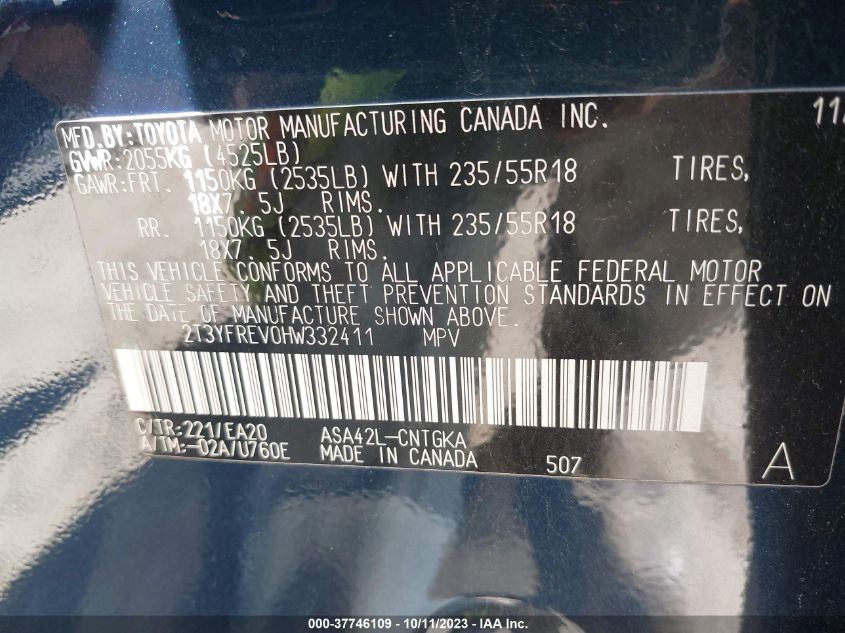 MFD.BY:TOYOTA MOTOR MANUFACTURING CANADA INC. 11/
GVWR:2055KG (4525LB)
GAWR:FRT. 1150KG (2535LB) WITH 235/55R18 TIRES,
18X7.5J RIMS.
RR. 1150KG (2535LB) WITH 235/55R18 TIRES,
18X7.5J RIMS.
THIS VEHICLE CONFORMS TO ALL APPLICABLE FEDERAL MOTOR
VEHICLE SAFETY AND THEFT PREVENTION STANDARDS IN EFFECT ON
THE DATE OF MANUFACTURE SHOWN ABOVE.
2T3YFREV0HW332411 MPV
C/TR:221/EA20 ASA42L-CNTGKA
A/TM:-02A/U760E MADE IN CANADA 507 A
000-37746109 - 10/11/2023 - IAA Inc.